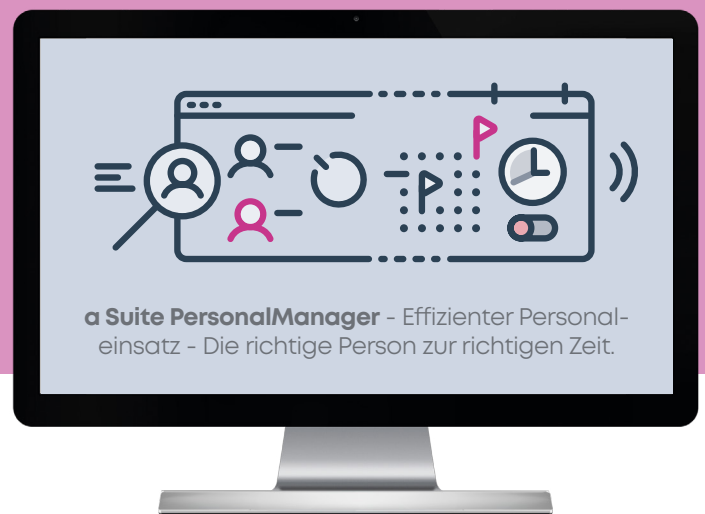 a Suite PersonalManager - Effizienter Personal-
einsatz - Die richtige Person zur richtigen Zeit.